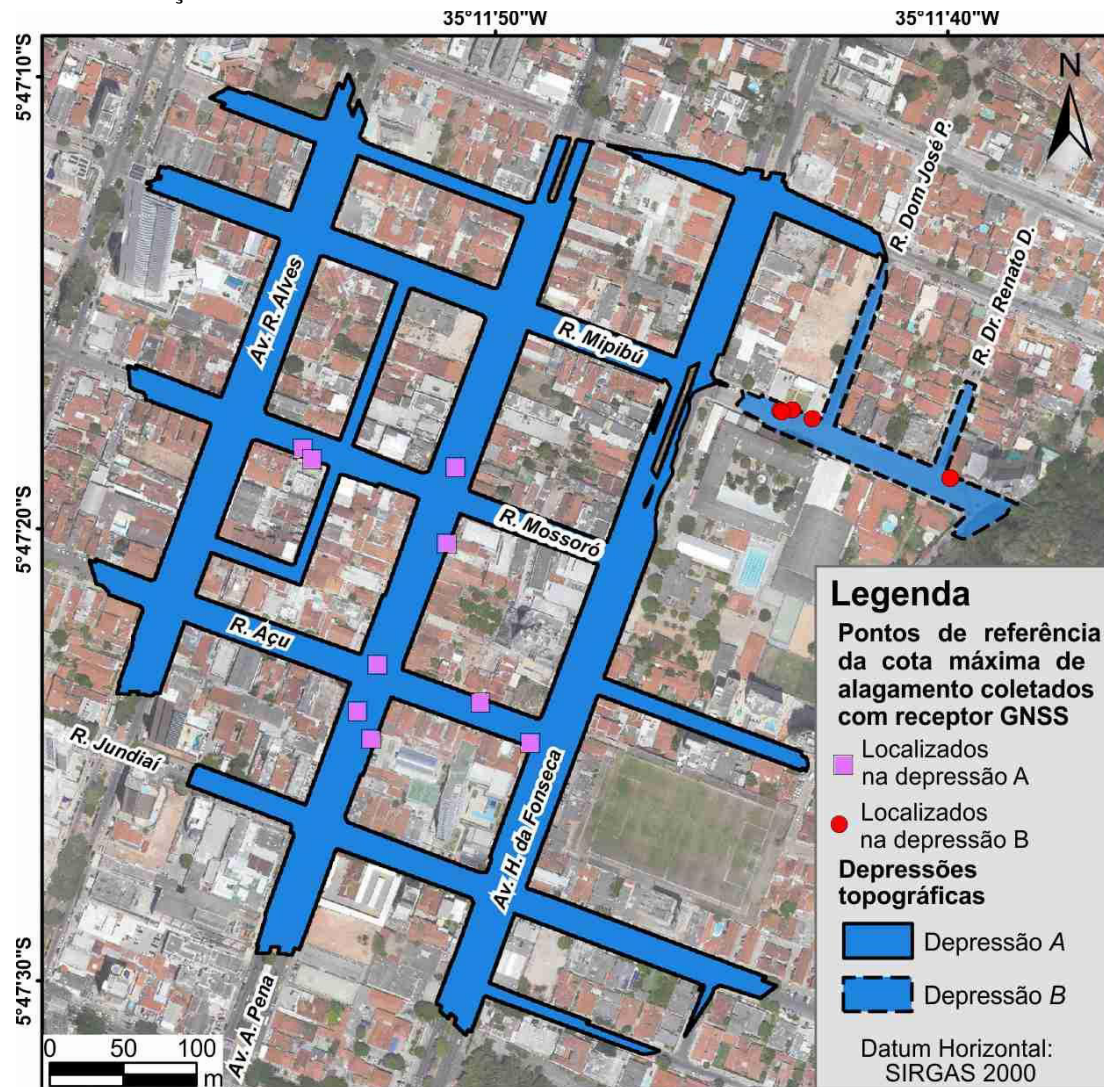 35°11'50"W
35°11'40"W
5°47'10"S
5°47'20"S
5°47'30"S
N
R. Dom José P.
R. Dr. Renato D.
Av. R. Alves
R. Mipibú
R. Mossoró
R. Açu
R. Jundiaí
Av. H. da Fonseca
Av. A. Pena
0 50 100
m
Legenda
Pontos de referência
da cota máxima de
alagamento coletados
com receptor GNSS
Localizados
na depressão A
Localizados
na depressão B
Depressões
topográficas
Depressão A
Depressão B
Datum Horizontal:
SIRGAS 2000